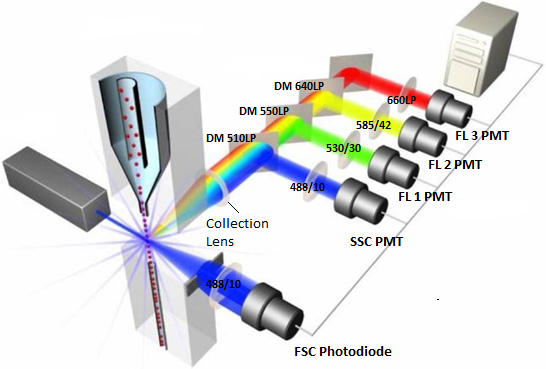 DM 640LP
660LP
DM 550LP
585/42
FL 3 PMT
DM 510LP
530/30
FL 2 PMT
488/10
FL 1 PMT
Collection
Lens
SSC PMT
488/10
FSC Photodiode